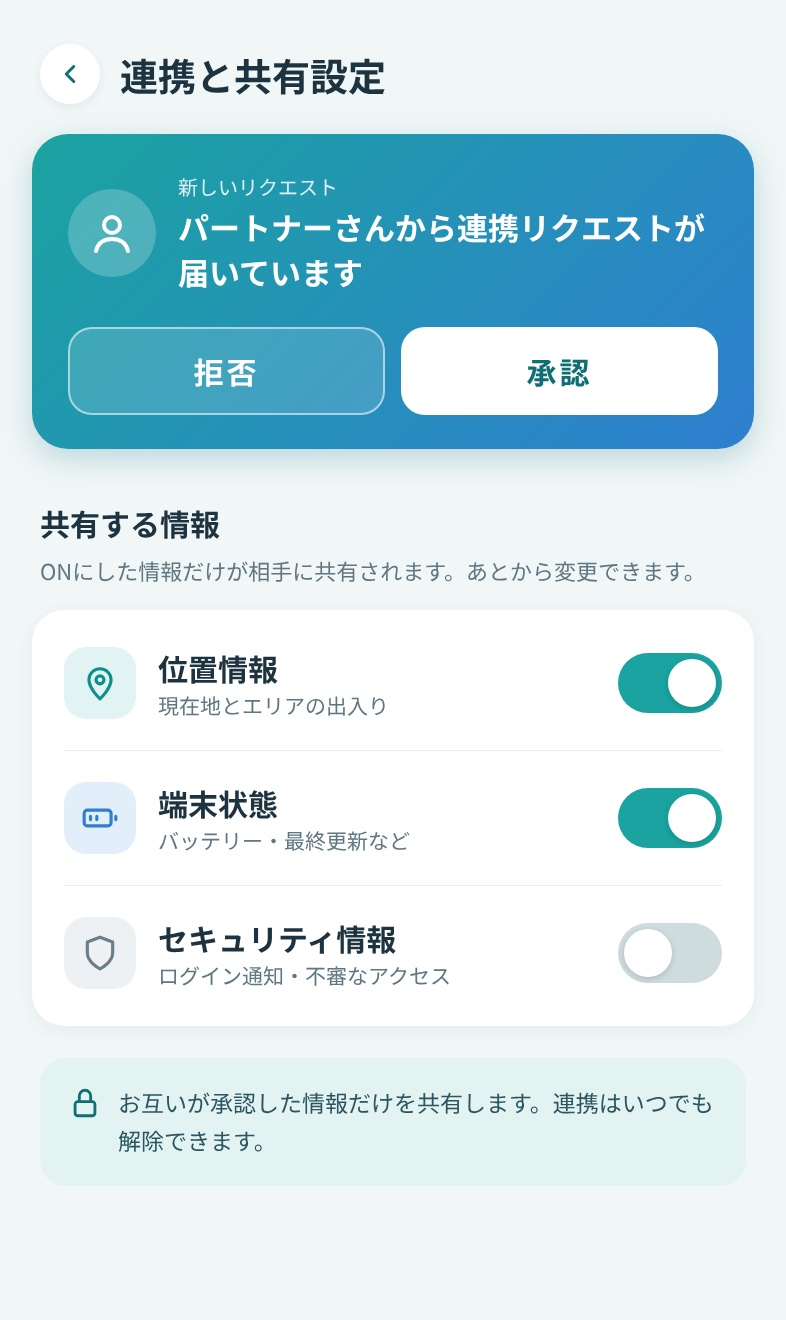 連携と共有設定
新しいリクエスト
パートナーさんから連携リクエストが
届いています
拒否
承認
共有する情報
ONにした情報だけが相手に共有されます。あとから変更できます。
位置情報
現在地とエリアの出入り
端末状態
バッテリー・最終更新など
セキュリティ情報
ログイン通知・不審なアクセス
お互いが承認した情報だけを共有します。連携はいつでも
解除できます。